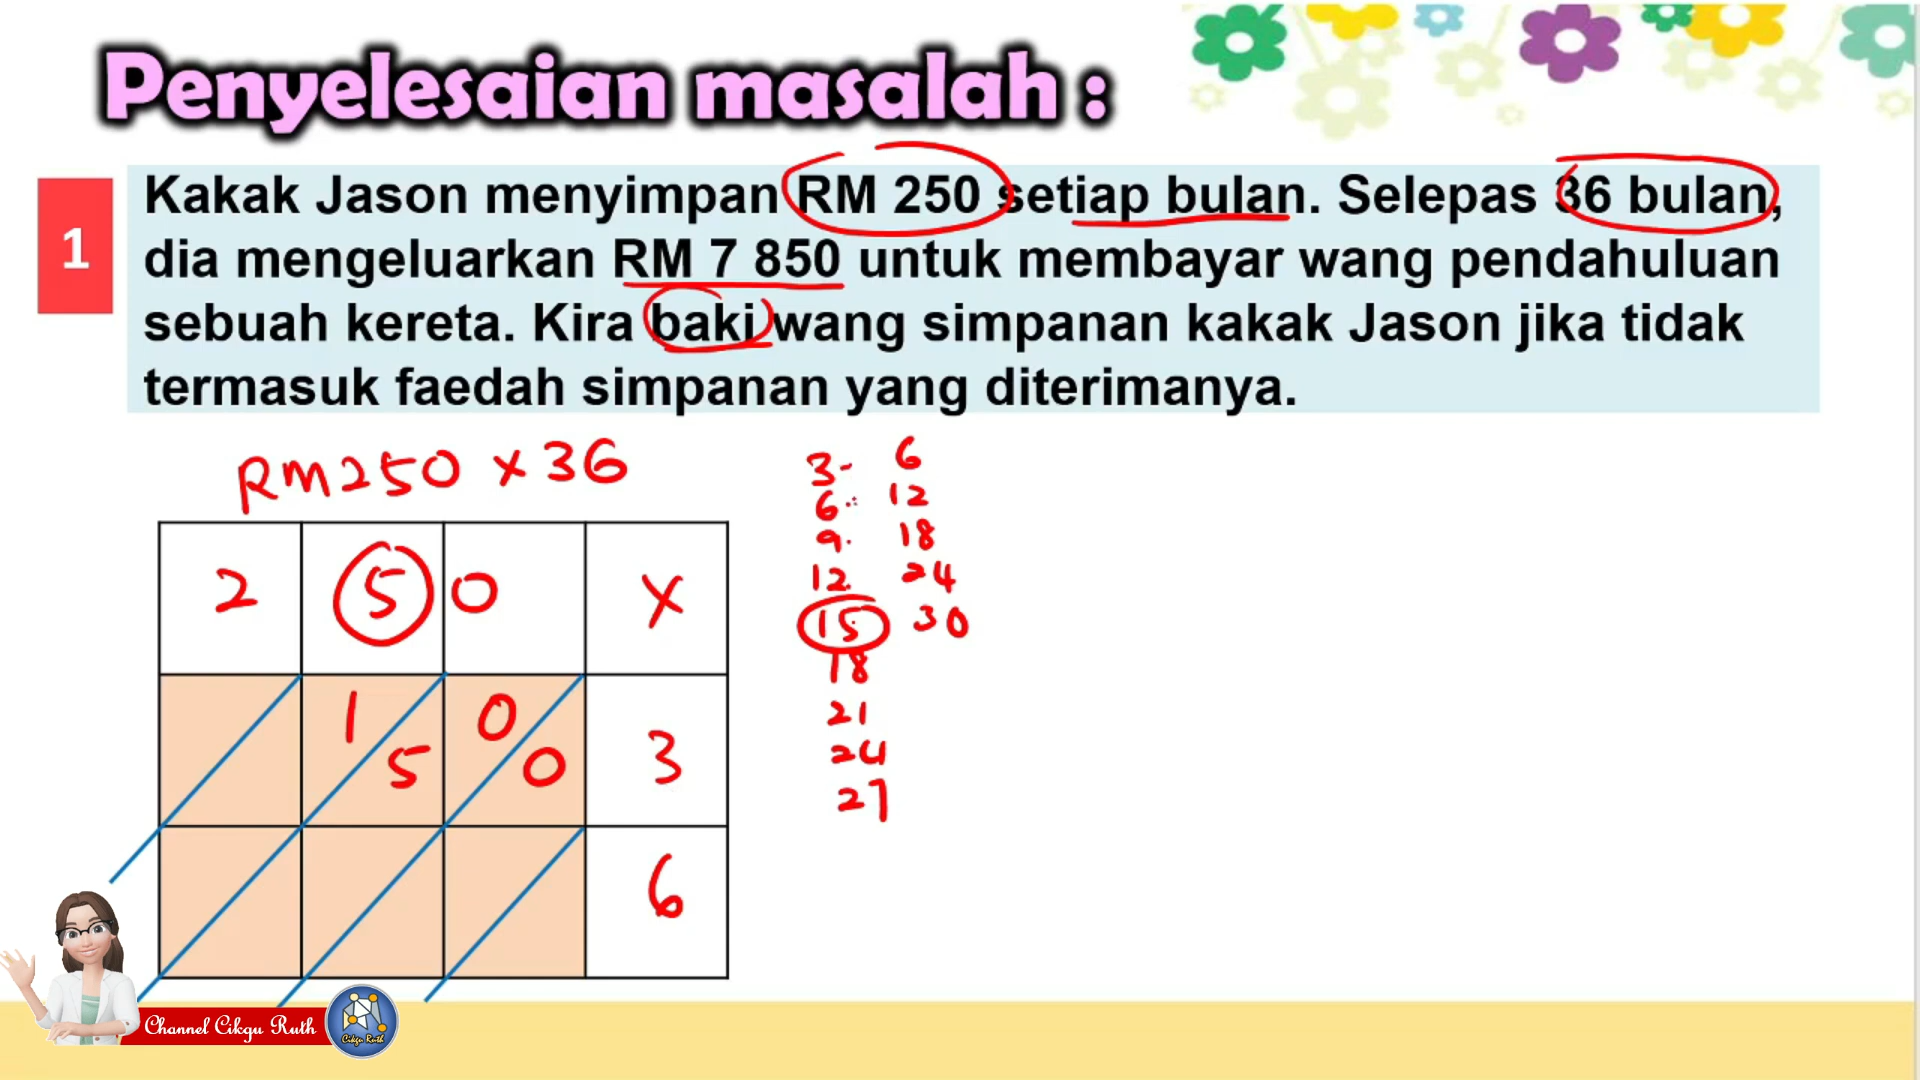 Penyelesaian masalah :
1
Kakak Jason menyimpan RM 250 setiap bulan. Selepas 36 bulan,
dia mengeluarkan RM 7 850 untuk membayar wang pendahuluan
sebuah kereta. Kira baki wang simpanan kakak Jason jika tidak
termasuk faedah simpanan yang diterimanya.
RM250 x 36
2 5 0 x
1 5 0 0 3
6
3 6
6 12
9 18
12 24
15 30
18
21
24
27
Channel Cikgu Ruth
Cikgu Ruth